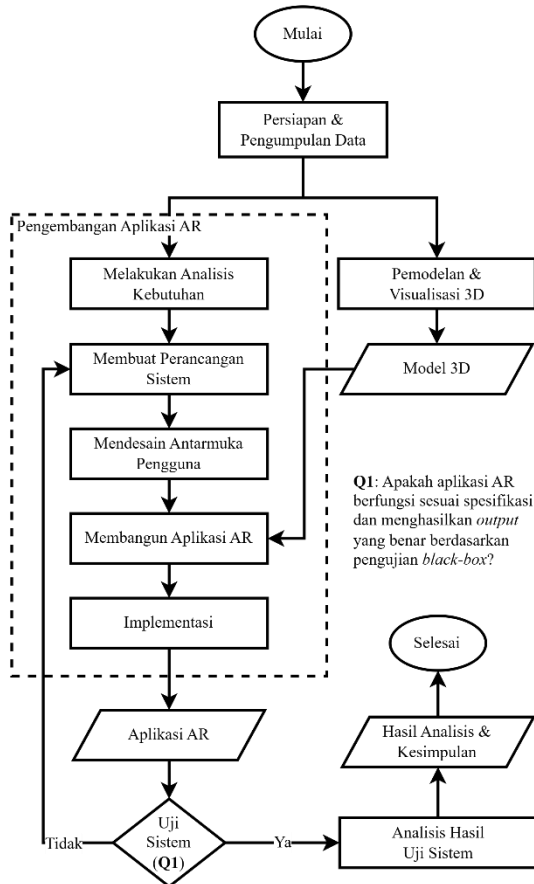 Mulai
Persiapan &
Pengumpulan Data
Pengembangan Aplikasi AR
Melakukan Analisis
Kebutuhan
Pemodelan &
Visualisasi 3D
Membuat Perancangan
Sistem
Model 3D
Mendesain Antarmuka
Pengguna
Q1: Apakah aplikasi AR
berfungsi sesuai spesifikasi
dan menghasilkan output
yang benar berdasarkan
pengujian black-box?
Membangun Aplikasi AR
Implementasi
Selesai
Aplikasi AR
Hasil Analisis &
Kesimpulan
Uji
Sistem
(Q1)
Tidak
Ya
Analisis Hasil
Uji Sistem